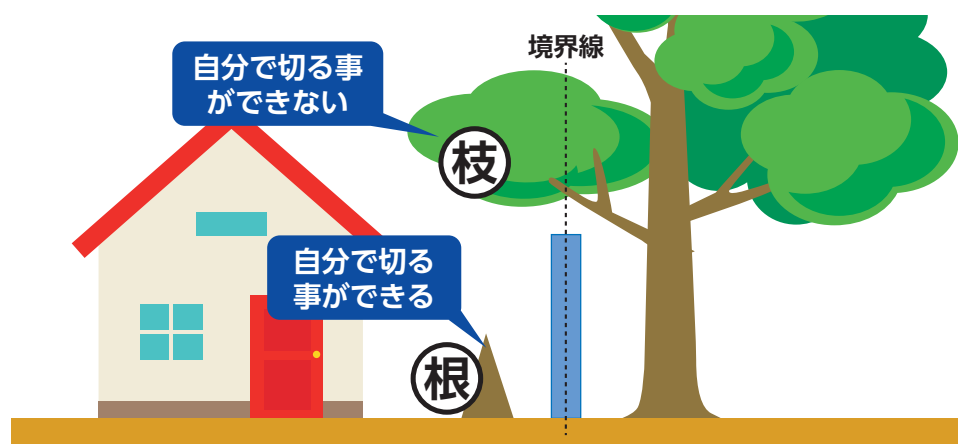 境界線
自分で切る事
ができない
枝
自分で切る
事ができる
根